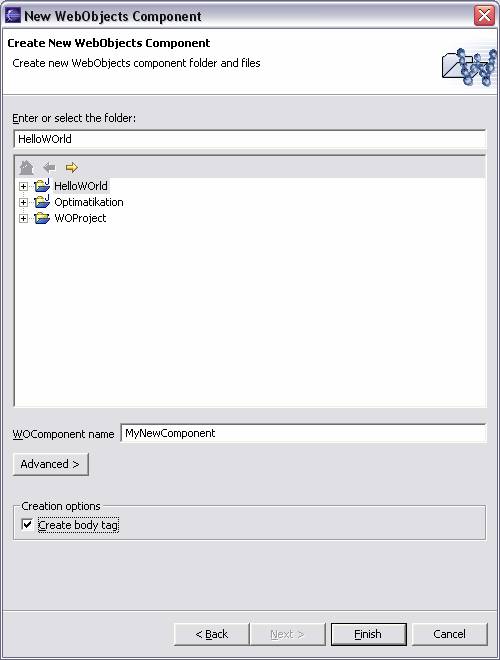 New WebObjects Component
Create New WebObjects Component
Create new WebObjects component folder and files
Enter or select the folder:
HelloWOrld
HelloWOrld
Optimatikation
WOProject
WOComponent name MyNewComponent
Advanced >
Creation options
Create body tag
< Back Next > Finish Cancel